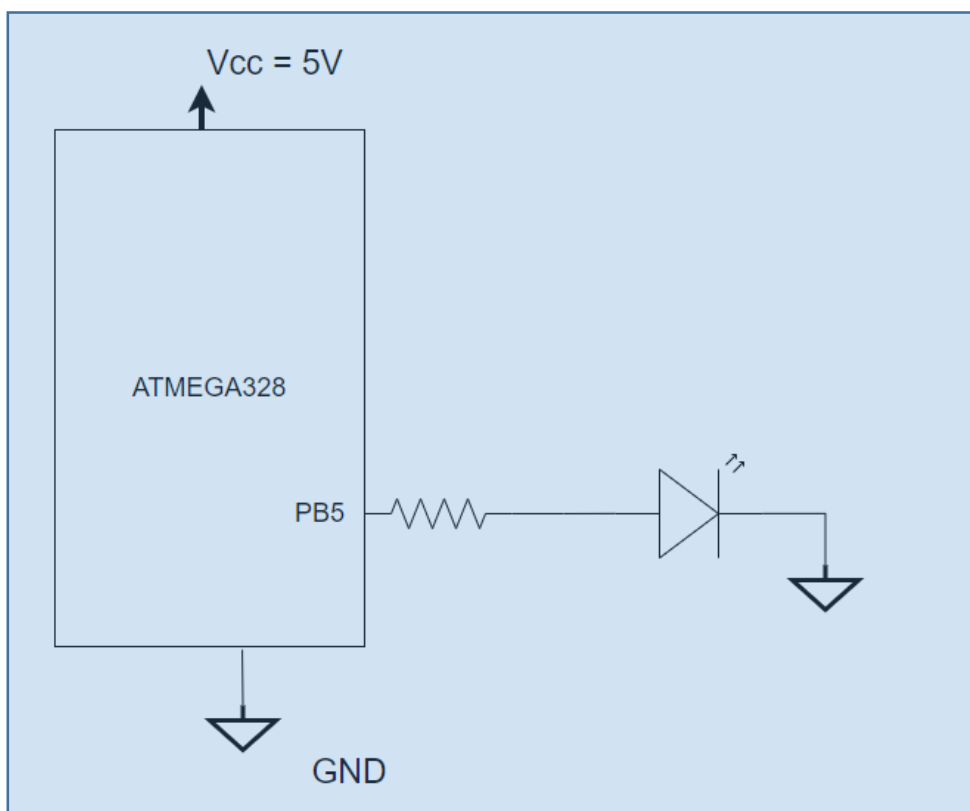 Vcc = 5V
ATMEGA328
PB5
GND